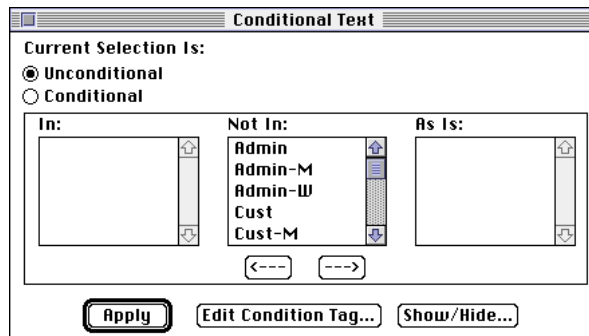 Conditional Text
Current Selection Is:
Unconditional
Conditional
In: Not In: As Is:
Admin
Admin-M
Admin-W
Cust
Cust-M
<--- --->
Apply Edit Condition Tag... Show/Hide...